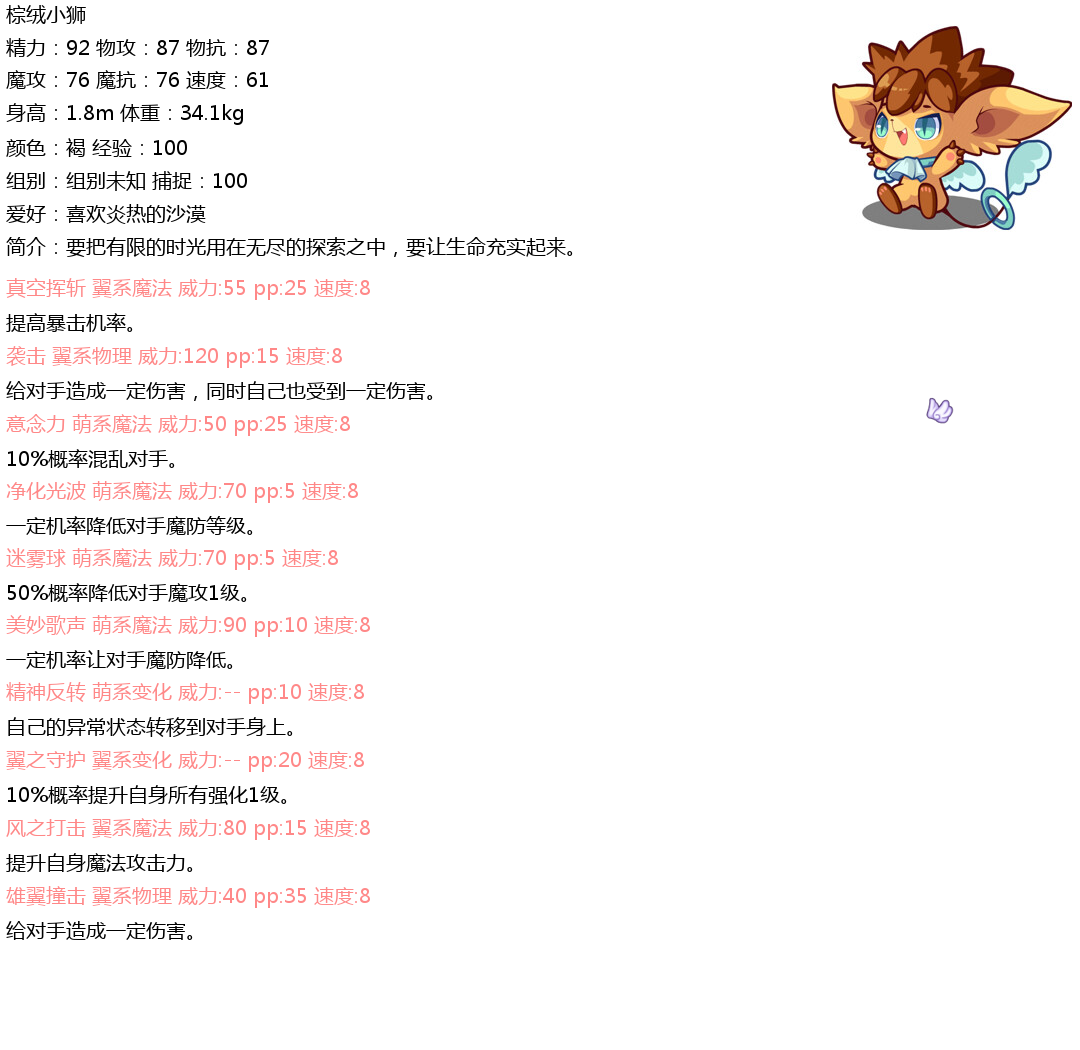 棕绒小狮
精力：92 物攻：87 物抗：87
魔攻：76 魔抗：76 速度：61
身高：1.8m 体重：34.1kg
颜色：褐 经验：100
组别：组别未知 捕捉：100
爱好：喜欢炎热的沙漠
简介：要把有限的时光用在无尽的探索之中，要让生命充实起来。
真空挥斩 翼系魔法 威力:55 pp:25 速度:8
提高暴击机率。
袭击 翼系物理 威力:120 pp:15 速度:8
给对手造成一定伤害，同时自己也受到一定伤害。
意念力 萌系魔法 威力:50 pp:25 速度:8
10%概率混乱对手。
净化光波 萌系魔法 威力:70 pp:5 速度:8
一定机率降低对手魔防等级。
迷雾球 萌系魔法 威力:70 pp:5 速度:8
50%概率降低对手魔攻1级。
美妙歌声 萌系魔法 威力:90 pp:10 速度:8
一定机率让对手魔防降低。
精神反转 萌系变化 威力:-- pp:10 速度:8
自己的异常状态转移到对手身上。
翼之守护 翼系变化 威力:-- pp:20 速度:8
10%概率提升自身所有强化1级。
风之打击 翼系魔法 威力:80 pp:15 速度:8
提升自身魔法攻击力。
雄翼撞击 翼系物理 威力:40 pp:35 速度:8
给对手造成一定伤害。